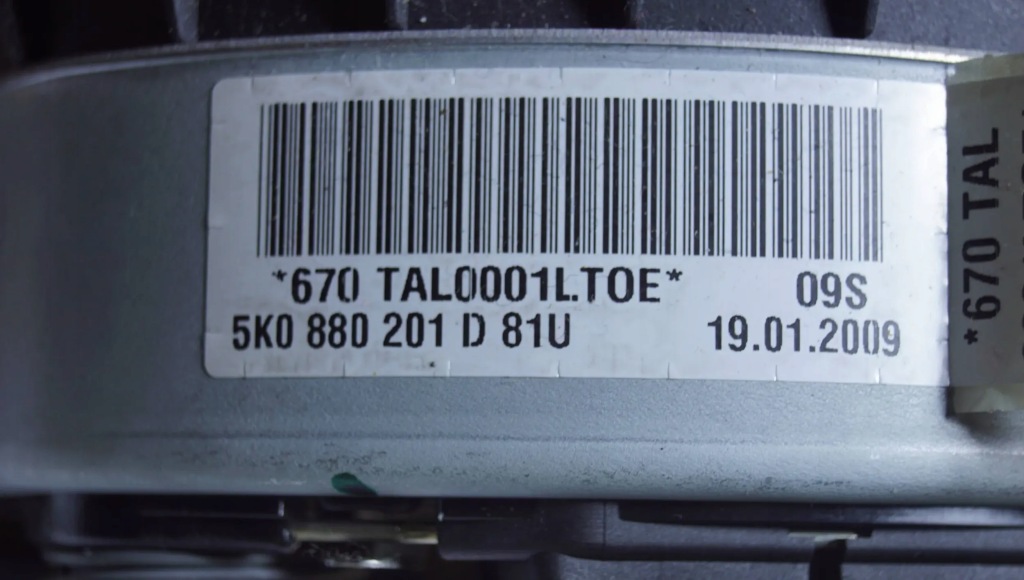 *670 TAL0001LTOE* 09S
5K0 880 201 D 81U 19.01.2009
*670 TAL